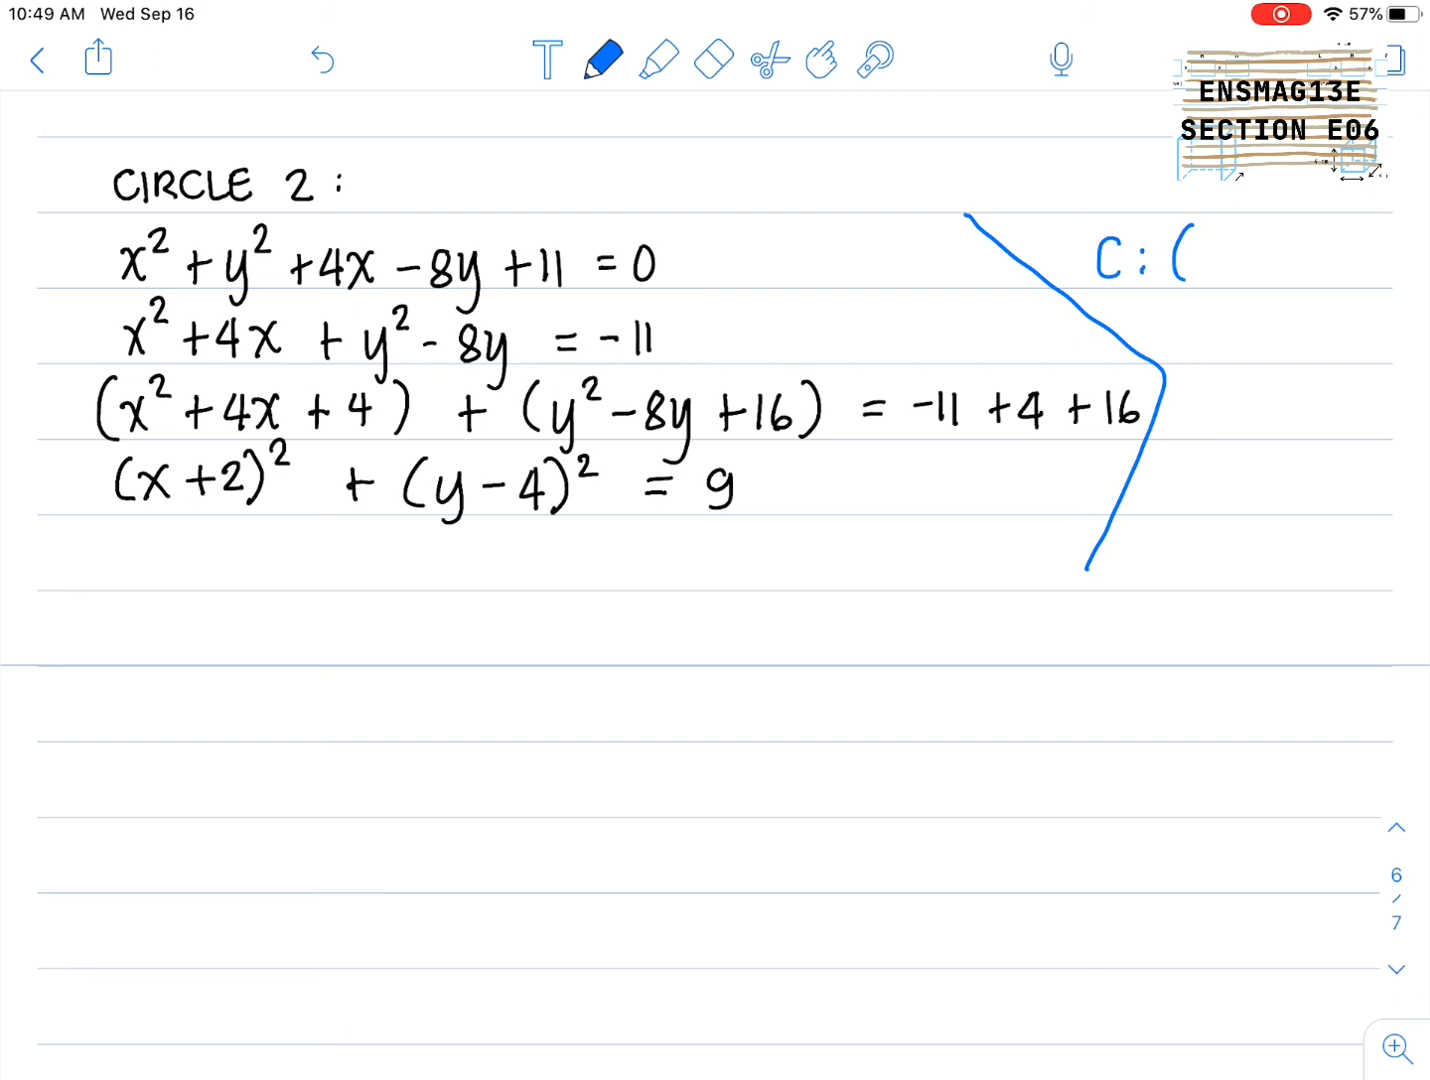 10:49 AM Wed Sep 16
57%
ENSMAG13E
SECTION E06
CIRCLE 2 :
x² + y² + 4x - 8y + 11 = 0
C : (
x² + 4x + y² - 8y = -11
(x² + 4x + 4) + (y² - 8y + 16) = -11 + 4 + 16
(x + 2)² + (y - 4)² = 9
6
/
7